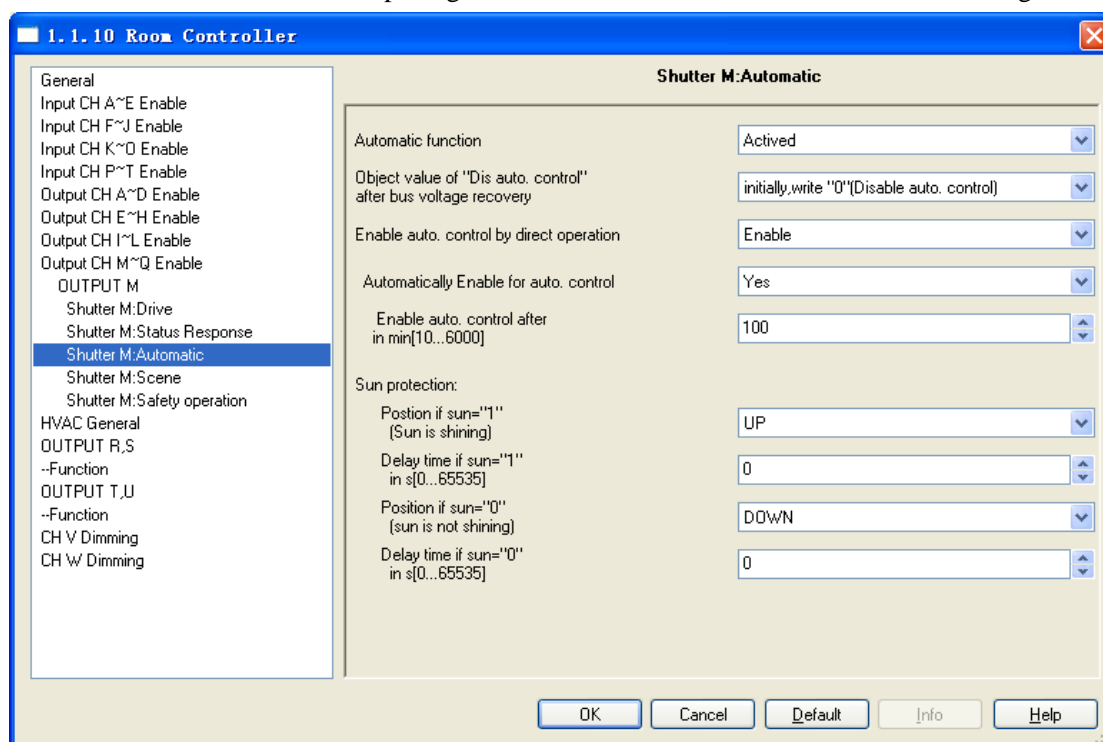 1.1.10 Room Controller
General
Input CH A~E Enable
Input CH F~J Enable
Input CH K~O Enable
Input CH P~T Enable
Output CH A~D Enable
Output CH E~H Enable
Output CH I~L Enable
Output CH M~Q Enable
OUTPUT M
Shutter M:Drive
Shutter M:Status Response
Shutter M:Automatic
Shutter M:Scene
Shutter M:Safety operation
HVAC General
OUTPUT R,S
--Function
OUTPUT T,U
--Function
CH V Dimming
CH W Dimming
Shutter M:Automatic
Automatic function
Actived
Object value of "Dis auto. control"
after bus voltage recovery
initially,write "0"(Disable auto. control)
Enable auto. control by direct operation
Enable
Automatically Enable for auto. control
Yes
Enable auto. control after
in min[10...6000]
100
Sun protection:
Postion if sun="1"
(Sun is shining)
UP
Delay time if sun="1"
in s[0...65535]
0
Position if sun="0"
(sun is not shining)
DOWN
Delay time if sun="0"
in s[0...65535]
0
OK Cancel Default Info Help